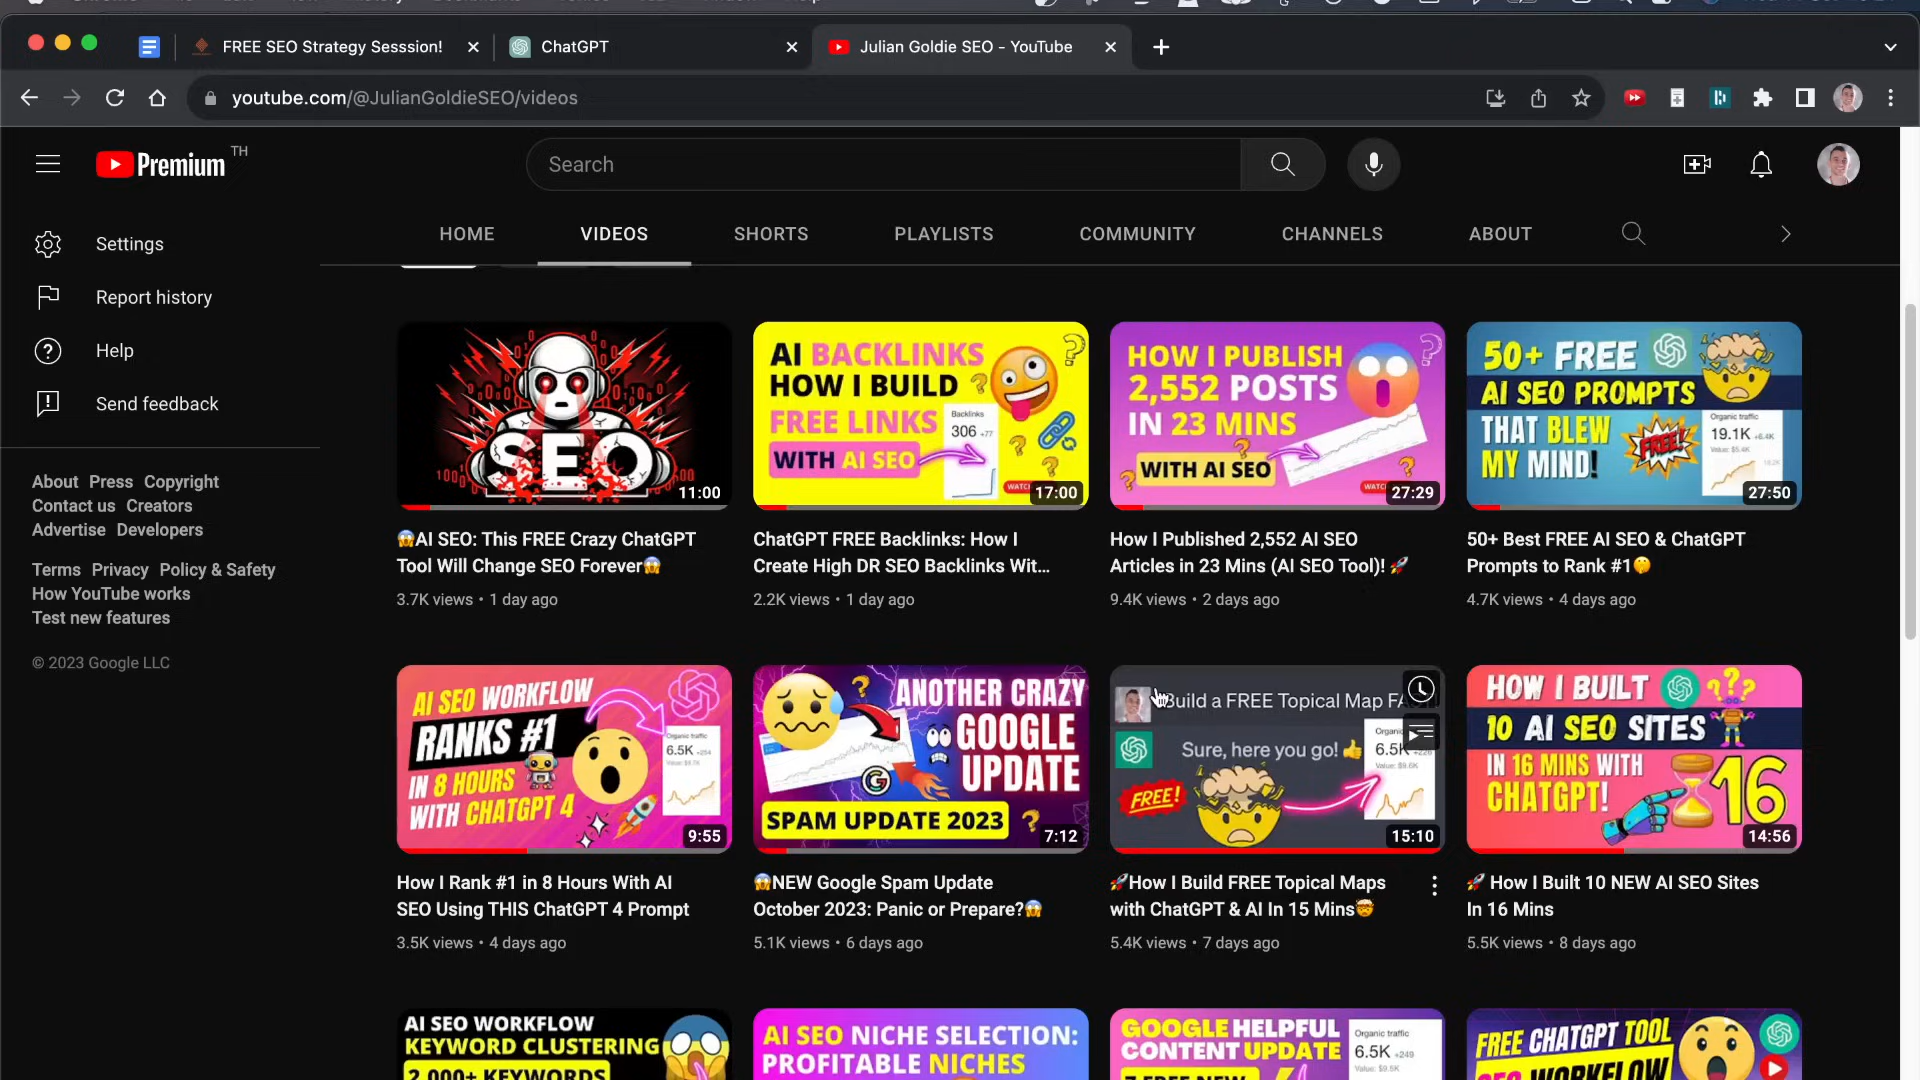 FREE SEO Strategy Sesssion!
ChatGPT
Julian Goldie SEO - YouTube
youtube.com/@JulianGoldieSEO/videos
Premium TH
Search
Settings
Report history
Help
Send feedback
About Press Copyright
Contact us Creators
Advertise Developers
Terms Privacy Policy & Safety
How YouTube works
Test new features
© 2023 Google LLC
HOME VIDEOS SHORTS PLAYLISTS COMMUNITY CHANNELS ABOUT
SEO
11:00
😱AI SEO: This FREE Crazy ChatGPT
Tool Will Change SEO Forever😱
3.7K views • 1 day ago
AI BACKLINKS
HOW I BUILD
FREE LINKS
WITH AI SEO
Backlinks
306 +77
17:00
ChatGPT FREE Backlinks: How I
Create High DR SEO Backlinks Wit...
2.2K views • 1 day ago
HOW I PUBLISH
2,552 POSTS
IN 23 MINS
WITH AI SEO
27:29
How I Published 2,552 AI SEO
Articles in 23 Mins (AI SEO Tool)! 🚀
9.4K views • 2 days ago
50+ FREE
AI SEO PROMPTS
THAT BLEW
MY MIND!
FREE!
Organic traffic
19.1K +6.4K
Value: $5.4K
27:50
50+ Best FREE AI SEO & ChatGPT
Prompts to Rank #1🤫
4.7K views • 4 days ago
AI SEO WORKFLOW
RANKS #1
IN 8 HOURS
WITH CHATGPT 4
Organic traffic
6.5K +254
9:55
How I Rank #1 in 8 Hours With AI
SEO Using THIS ChatGPT 4 Prompt
3.5K views • 4 days ago
ANOTHER CRAZY
GOOGLE
UPDATE
SPAM UPDATE 2023
7:12
😱NEW Google Spam Update
October 2023: Panic or Prepare?😱
5.1K views • 6 days ago
Build a FREE Topical Map
Sure, here you go! 👍
FREE!
6.5K
Value: $9.6K
15:10
🚀How I Build FREE Topical Maps
with ChatGPT & AI In 15 Mins🤯
5.4K views • 7 days ago
HOW I BUILT
10 AI SEO SITES
IN 16 MINS WITH
CHATGPT!
16
14:56
🚀 How I Built 10 NEW AI SEO Sites
In 16 Mins
5.5K views • 8 days ago
AI SEO WORKFLOW
KEYWORD CLUSTERING
2,000+ KEYWORDS
AI SEO NICHE SELECTION:
PROFITABLE NICHES
GOOGLE HELPFUL
CONTENT UPDATE
7 FREE NEW
Organic traffic
6.5K +249
Value: $9.5K
FREE CHATGPT TOOL
SEO WORKFLOW